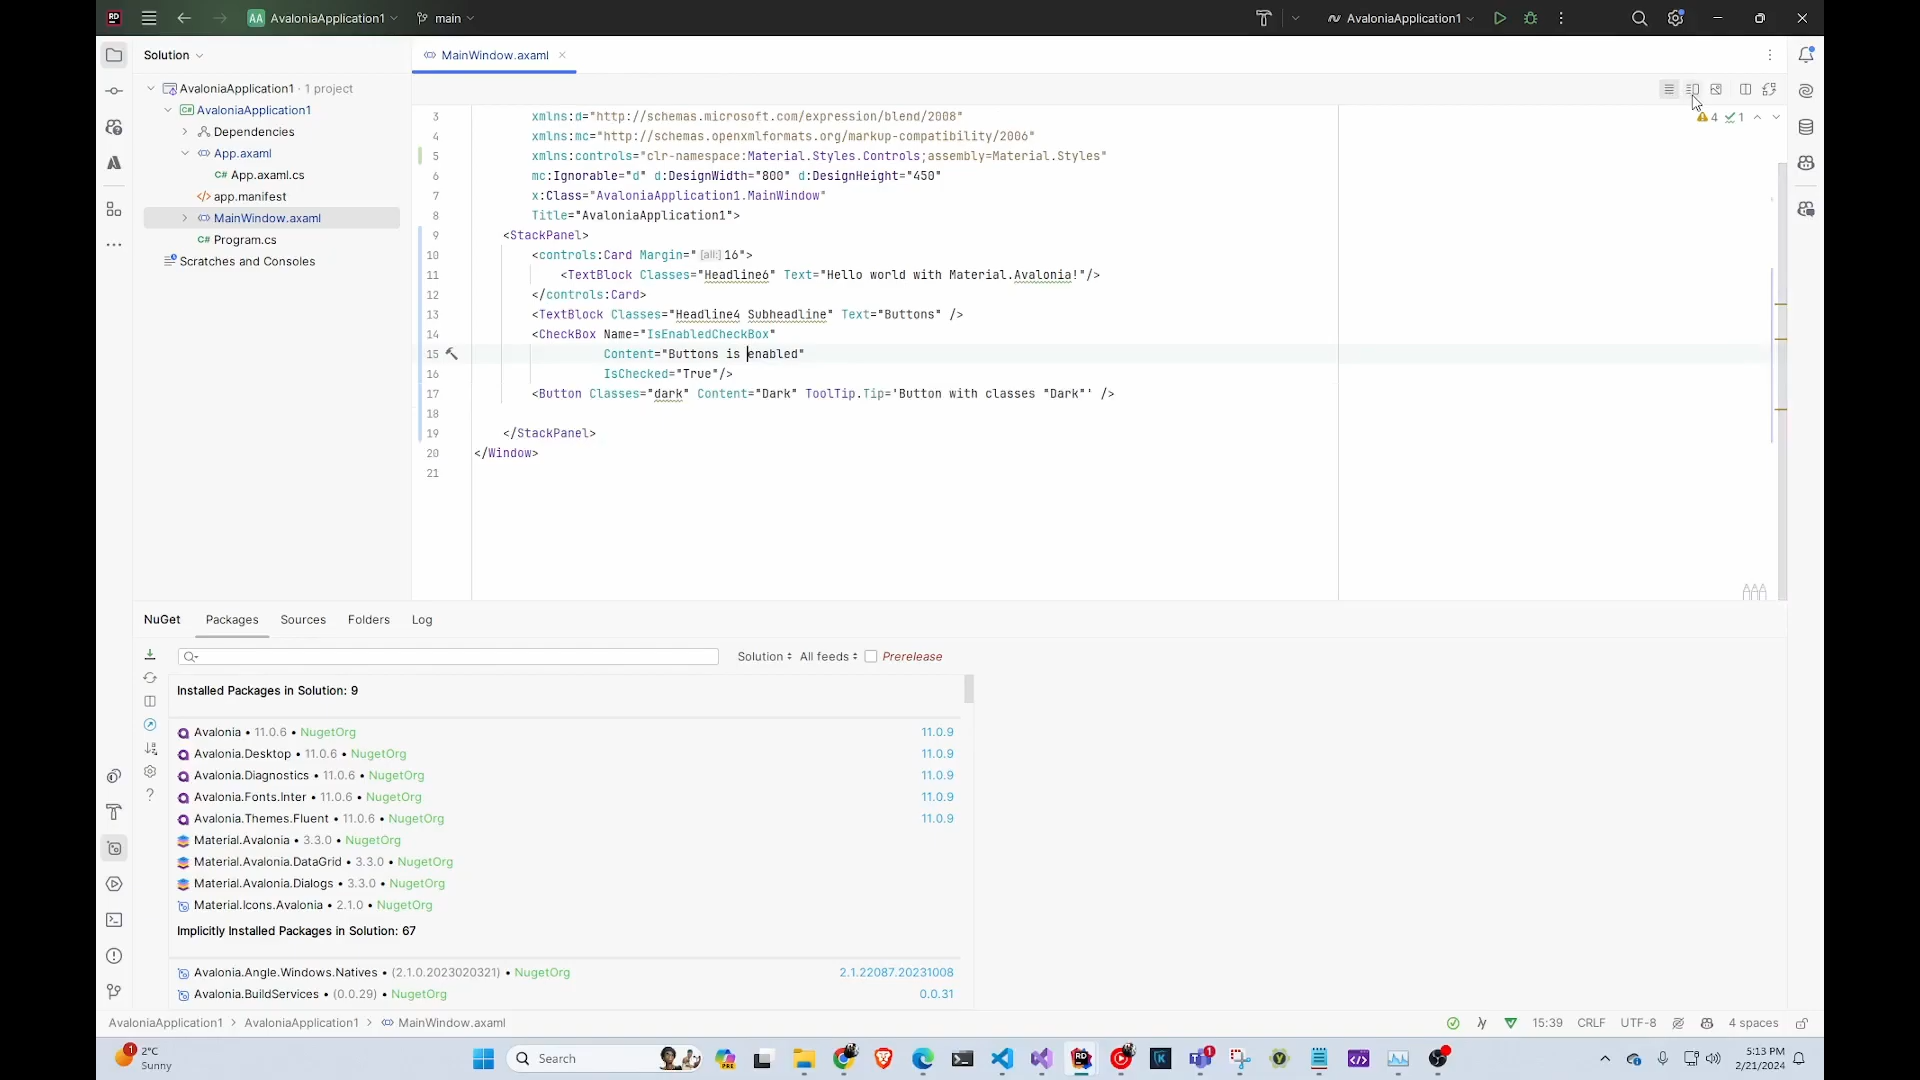 AA AvaloniaApplication1 main AvaloniaApplication1
Solution
MainWindow.axaml
AvaloniaApplication1 · 1 project
AvaloniaApplication1
Dependencies
App.axaml
C# App.axaml.cs
app.manifest
MainWindow.axaml
C# Program.cs
Scratches and Consoles
4 1
3 xmlns:d="http://schemas.microsoft.com/expression/blend/2008"
4 xmlns:mc="http://schemas.openxmlformats.org/markup-compatibility/2006"
5 xmlns:controls="clr-namespace:Material.Styles.Controls;assembly=Material.Styles"
6 mc:Ignorable="d" d:DesignWidth="800" d:DesignHeight="450"
7 x:Class="AvaloniaApplication1.MainWindow"
8 Title="AvaloniaApplication1">
9 <StackPanel>
10 <controls:Card Margin="[all:]16">
11 <TextBlock Classes="Headline6" Text="Hello world with Material.Avalonia!"/>
12 </controls:Card>
13 <TextBlock Classes="Headline4 Subheadline" Text="Buttons" />
14 <CheckBox Name="IsEnabledCheckBox"
15 Content="Buttons is enabled"
16 IsChecked="True"/>
17 <Button Classes="dark" Content="Dark" ToolTip.Tip='Button with classes "Dark"' />
18
19 </StackPanel>
20 </Window>
21
NuGet Packages Sources Folders Log
Solution All feeds Prerelease
Installed Packages in Solution: 9
Avalonia • 11.0.6 • NugetOrg 11.0.9
Avalonia.Desktop • 11.0.6 • NugetOrg 11.0.9
Avalonia.Diagnostics • 11.0.6 • NugetOrg 11.0.9
Avalonia.Fonts.Inter • 11.0.6 • NugetOrg 11.0.9
Avalonia.Themes.Fluent • 11.0.6 • NugetOrg 11.0.9
Material.Avalonia • 3.3.0 • NugetOrg
Material.Avalonia.DataGrid • 3.3.0 • NugetOrg
Material.Avalonia.Dialogs • 3.3.0 • NugetOrg
Material.Icons.Avalonia • 2.1.0 • NugetOrg
Implicitly Installed Packages in Solution: 67
Avalonia.Angle.Windows.Natives • (2.1.0.2023020321) • NugetOrg 2.1.22087.20231008
Avalonia.BuildServices • (0.0.29) • NugetOrg 0.0.31
AvaloniaApplication1 > AvaloniaApplication1 > MainWindow.axaml 15:39 CRLF UTF-8 4 spaces
1 2°C
Sunny
Search
5:13 PM
2/21/2024